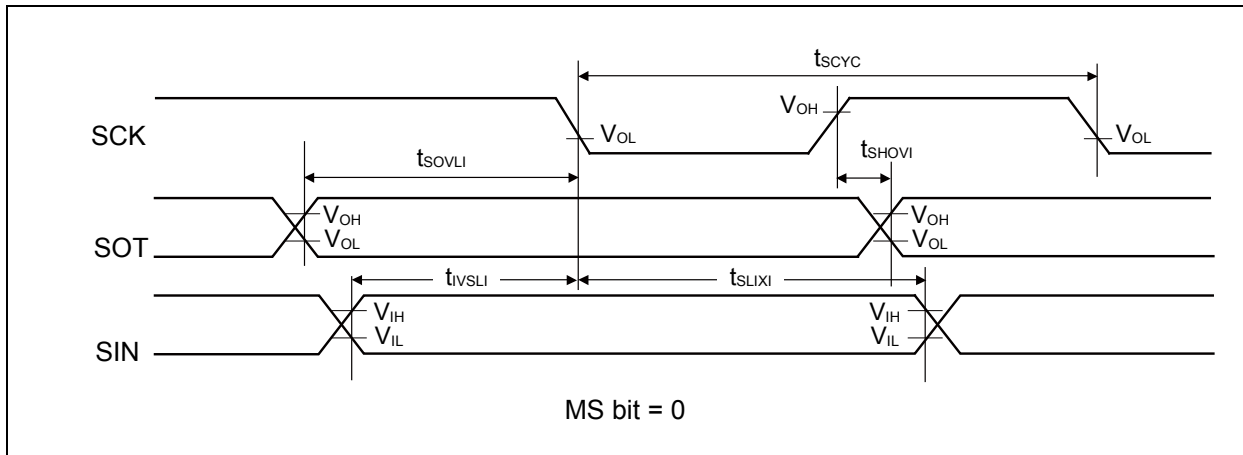 tSCYC
SCK
VOL
VOH
VOL
tSOVLI
tSHOVI
SOT
VOH
VOL
VOH
VOL
tIVSLI
tSLIXI
SIN
VIH
VIL
VIH
VIL
MS bit = 0